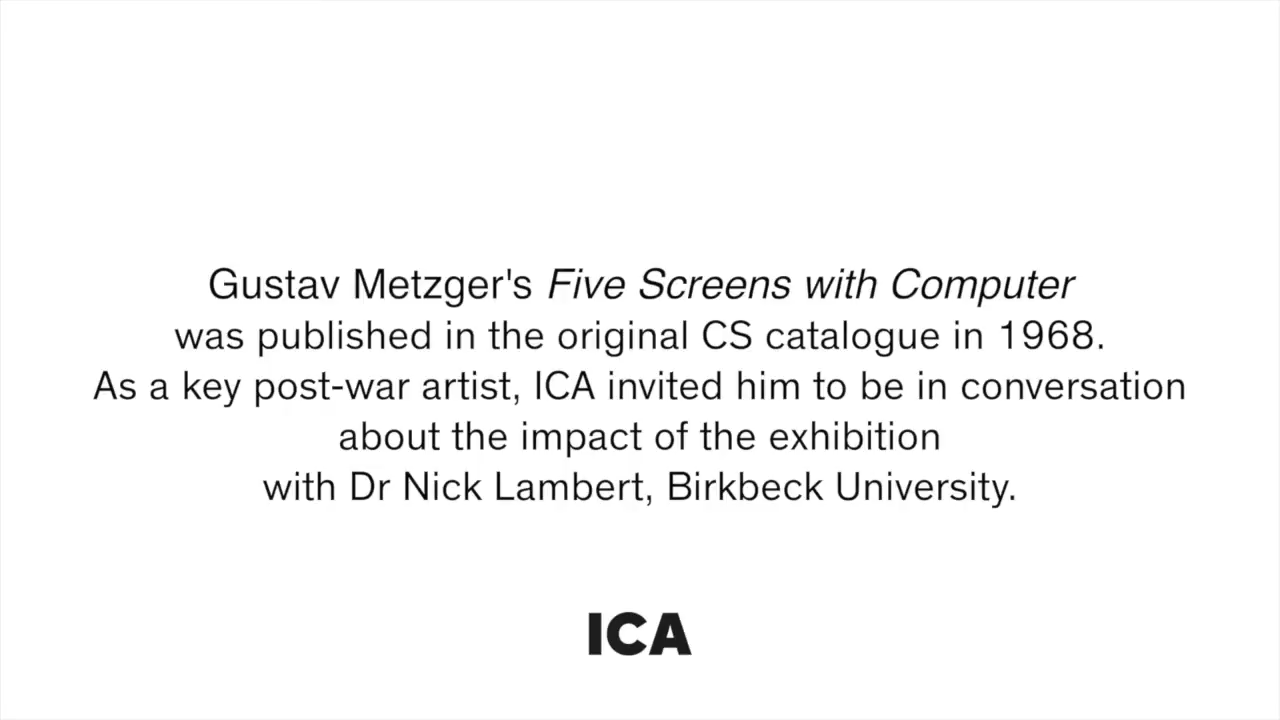 Gustav Metzger's Five Screens with Computer
was published in the original CS catalogue in 1968.
As a key post-war artist, ICA invited him to be in conversation
about the impact of the exhibition
with Dr Nick Lambert, Birkbeck University.
ICA